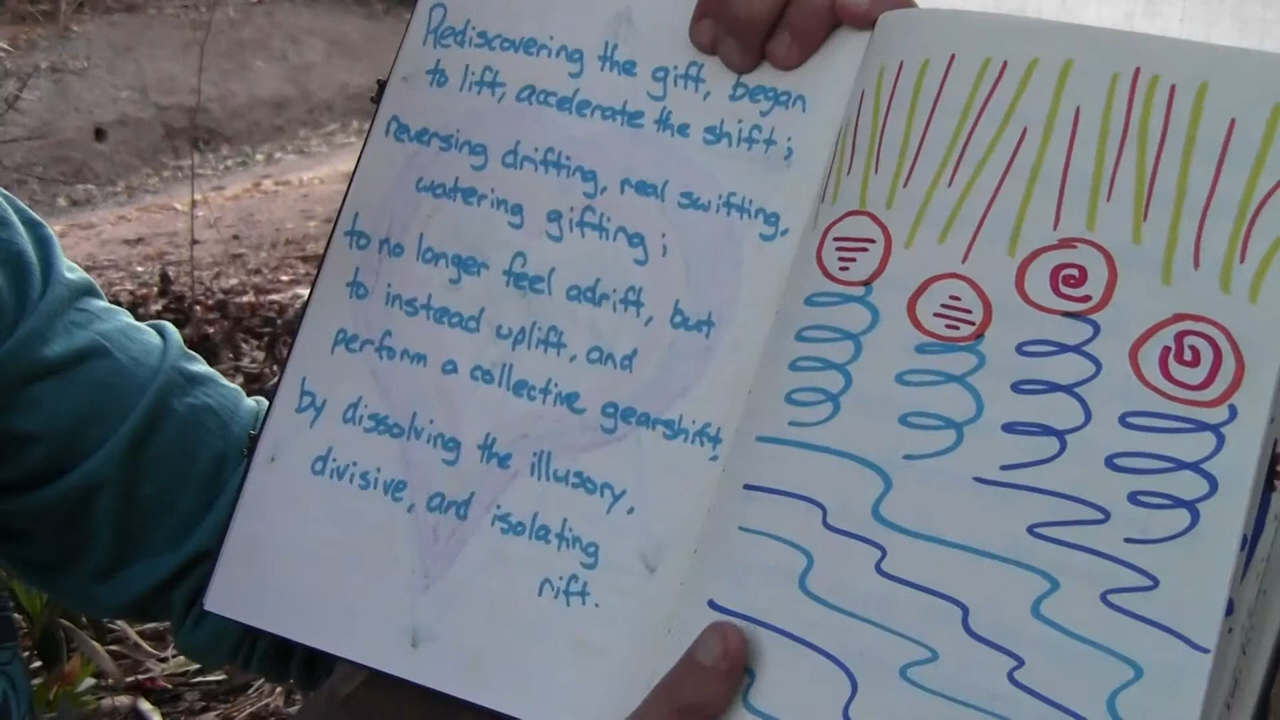 Rediscovering the gift, began
to lift, accelerate the shift;
reversing drifting, real swifting,
watering gifting;
to no longer feel adrift, but
to instead uplift, and
perform a collective gearshift,
by dissolving the illusory,
divisive, and isolating
rift.